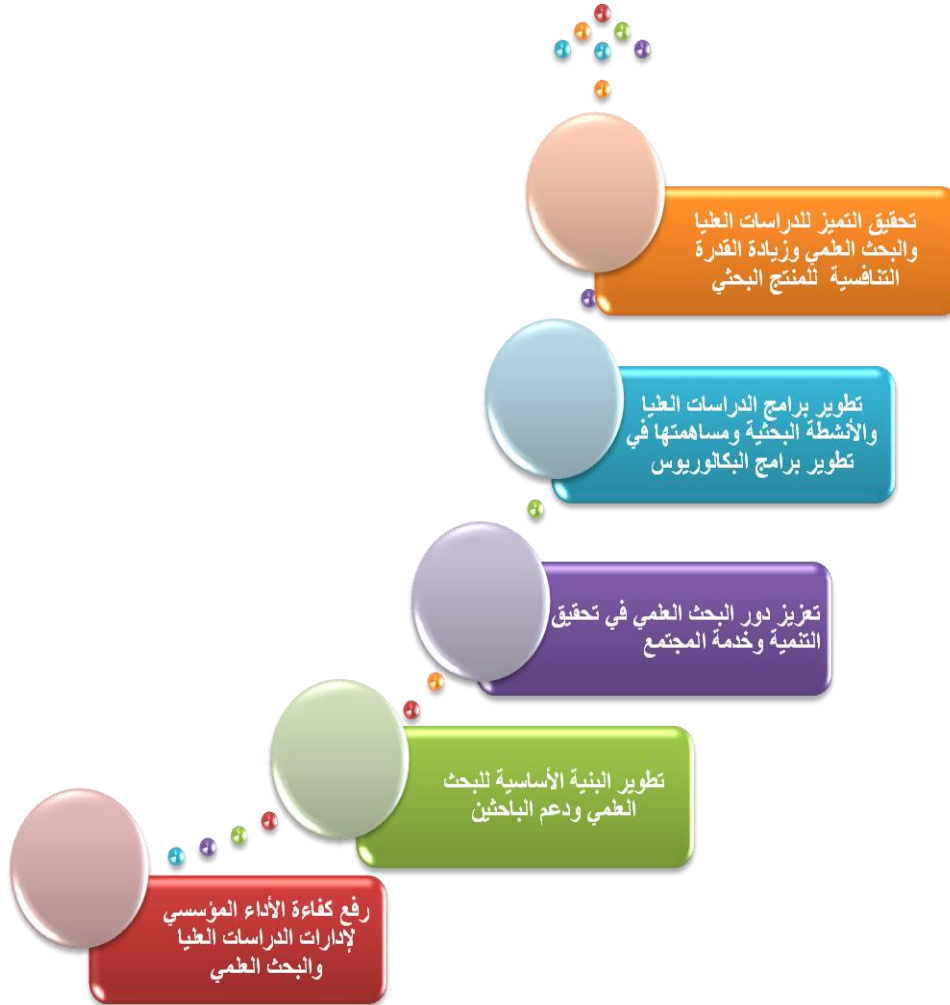 تحقيق التميز للدراسات العليا
والبحث العلمي وزيادة القدرة
التنافسية للمنتج البحثي
تطوير برامج الدراسات العليا
والأنشطة البحثية ومساهمتها في
تطوير برامج البكالوريوس
تعزيز دور البحث العلمي في تحقيق
التنمية وخدمة المجتمع
تطوير البنية الأساسية للبحث
العلمي ودعم الباحثين
رفع كفاءة الأداء المؤسسي
لإدارات الدراسات العليا
والبحث العلمي